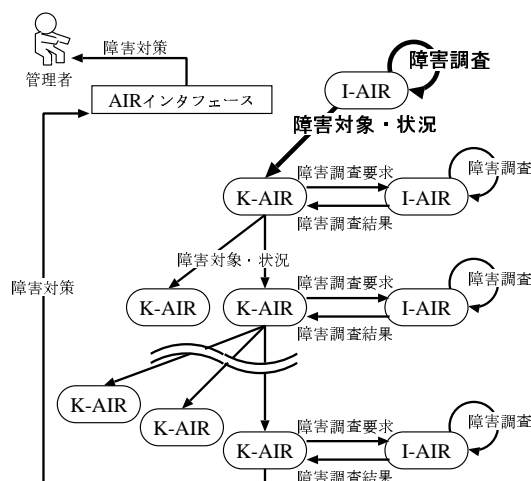 障害対策
管理者
AIRインタフェース
障害調査
I-AIR
障害対象・状況
K-AIR
障害調査要求
障害調査結果
I-AIR
障害調査
障害対象・状況
障害対策
K-AIR
K-AIR
障害調査要求
障害調査結果
I-AIR
障害調査
K-AIR
K-AIR
K-AIR
障害調査要求
障害調査結果
I-AIR
障害調査